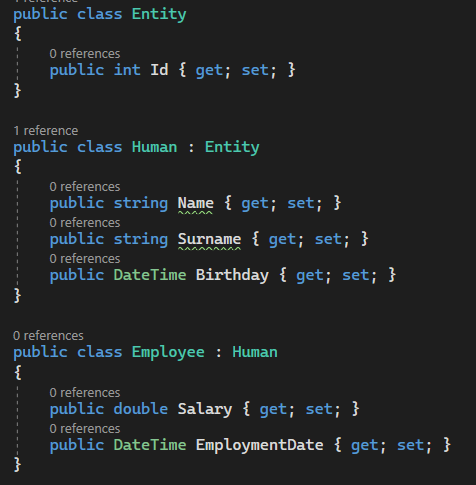 public class Entity
{
0 references
public int Id { get; set; }
}
1 reference
public class Human : Entity
{
0 references
public string Name { get; set; }
0 references
public string Surname { get; set; }
0 references
public DateTime Birthday { get; set; }
}
0 references
public class Employee : Human
{
0 references
public double Salary { get; set; }
0 references
public DateTime EmploymentDate { get; set; }
}